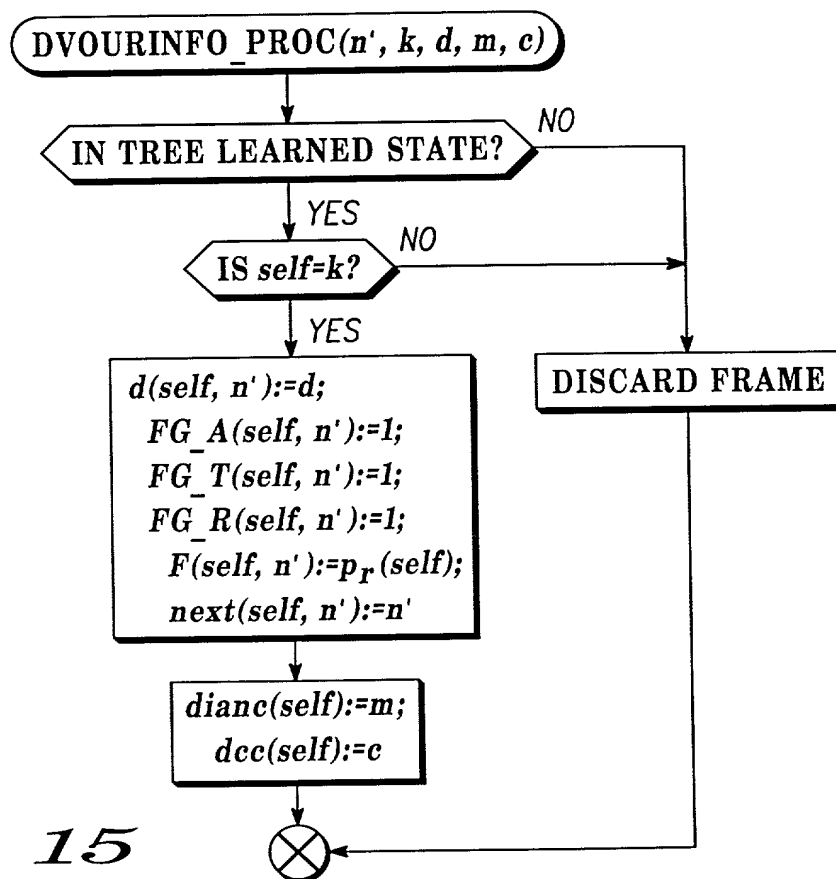 DVOURINFO_PROC(n', k, d, m, c)
IN TREE LEARNED STATE?
NO
YES
IS self=k?
NO
YES
d(self, n'):=d;
FG_A(self, n'):=1;
FG_T(self, n'):=1;
FG_R(self, n'):=1;
F(self, n'):=pr(self);
next(self, n'):=n'
DISCARD FRAME
dianc(self):=m;
dcc(self):=c
15